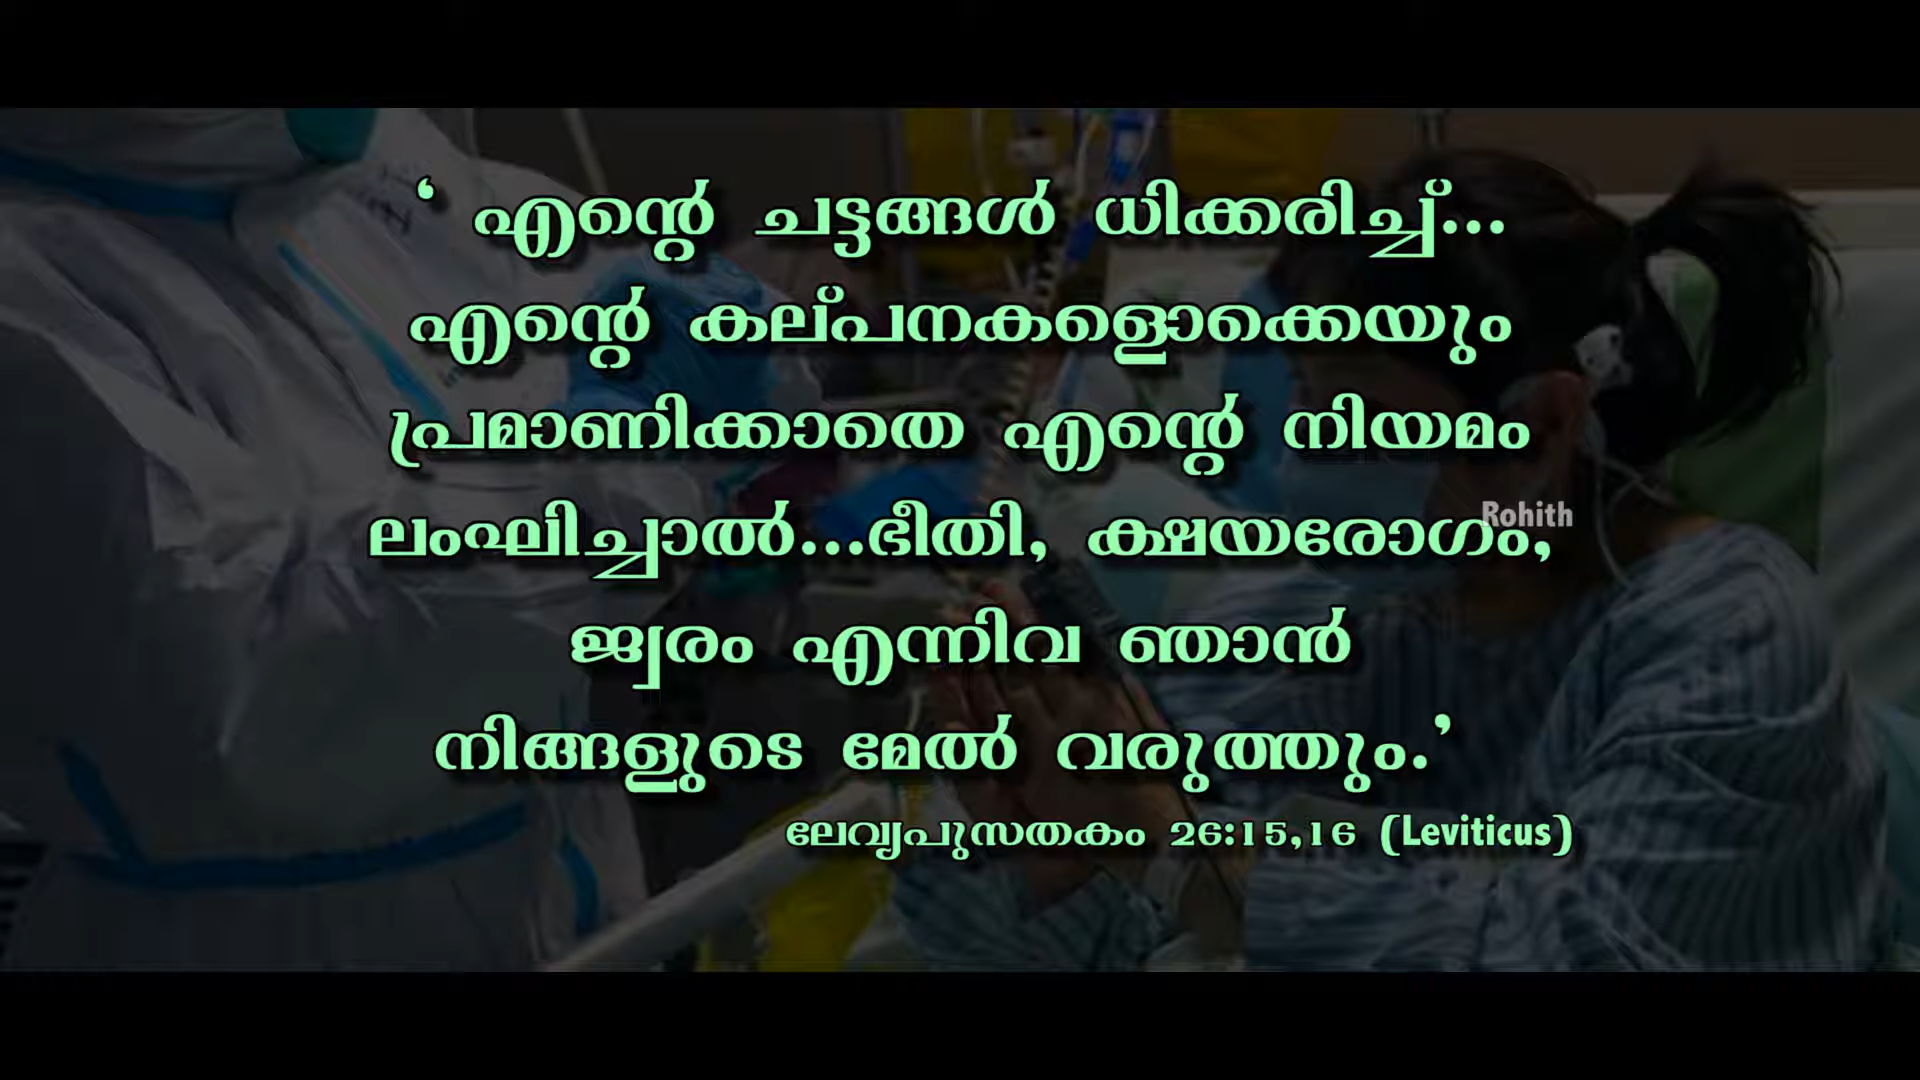 ‘ എന്റെ ചട്ടങ്ങൾ ധിക്കരിച്ച്...
എന്റെ കല്പനകളൊക്കെയും
പ്രമാണിക്കാതെ എന്റെ നിയമം
ലംഘിച്ചാൽ...ഭീതി, ക്ഷയരോഗം,
Rohith
ജ്വരം എന്നിവ ഞാൻ
നിങ്ങളുടെ മേൽ വരുത്തും.’
ലേവ്യപുസതകം 26:15,16 (Leviticus)